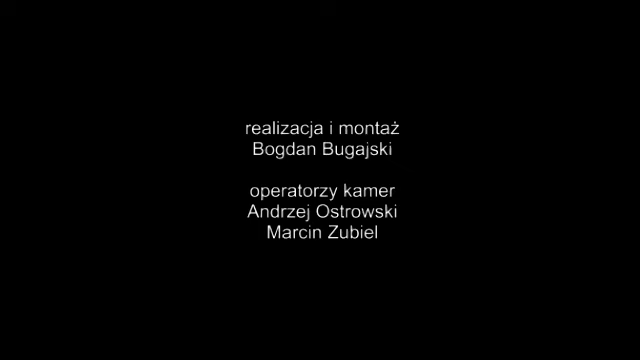 realizacja i montaż
Bogdan Bugajski
operatorzy kamer
Andrzej Ostrowski
Marcin Zubiel